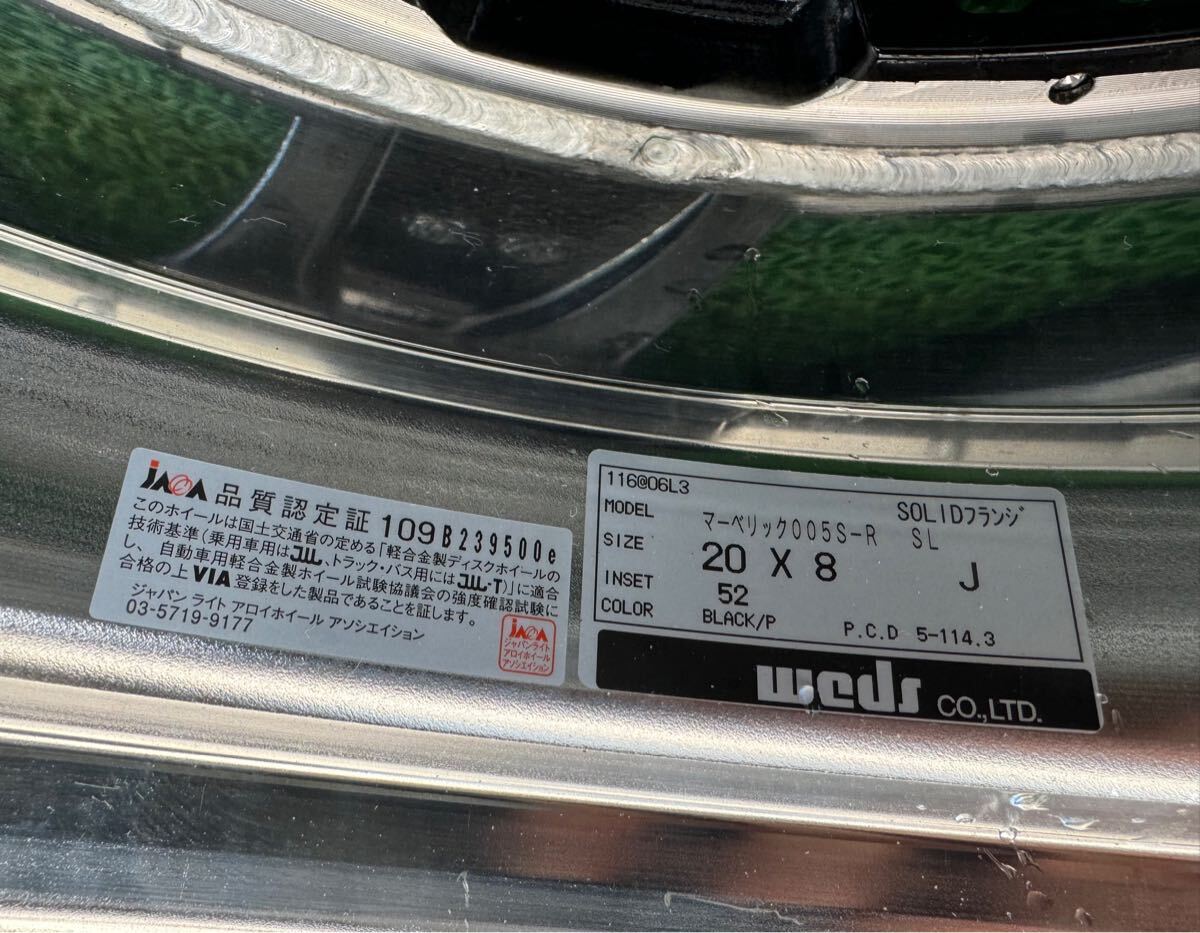 JAWA 品質認定証 109B239500e
このホイールは国土交通省の定める「軽合金製ディスクホイールの
技術基準(乗用車用はJWL、トラック・バス用にはJWL-T)」に適合
し、自動車用軽合金製ホイール試験協議会の強度確認試験に
合格の上VIA登録をした製品であることを証します。
ジャパン ライト アロイホイール アソシエイション
03-5719-9177
JAWA
ジャパンライト
アロイホイール
アソシエイション
116@06L3
MODEL マーベリック005S-R SOLIDフランジ SL
SIZE 20 X 8 J
INSET 52
COLOR BLACK/P P.C.D 5-114.3
weds CO.,LTD.